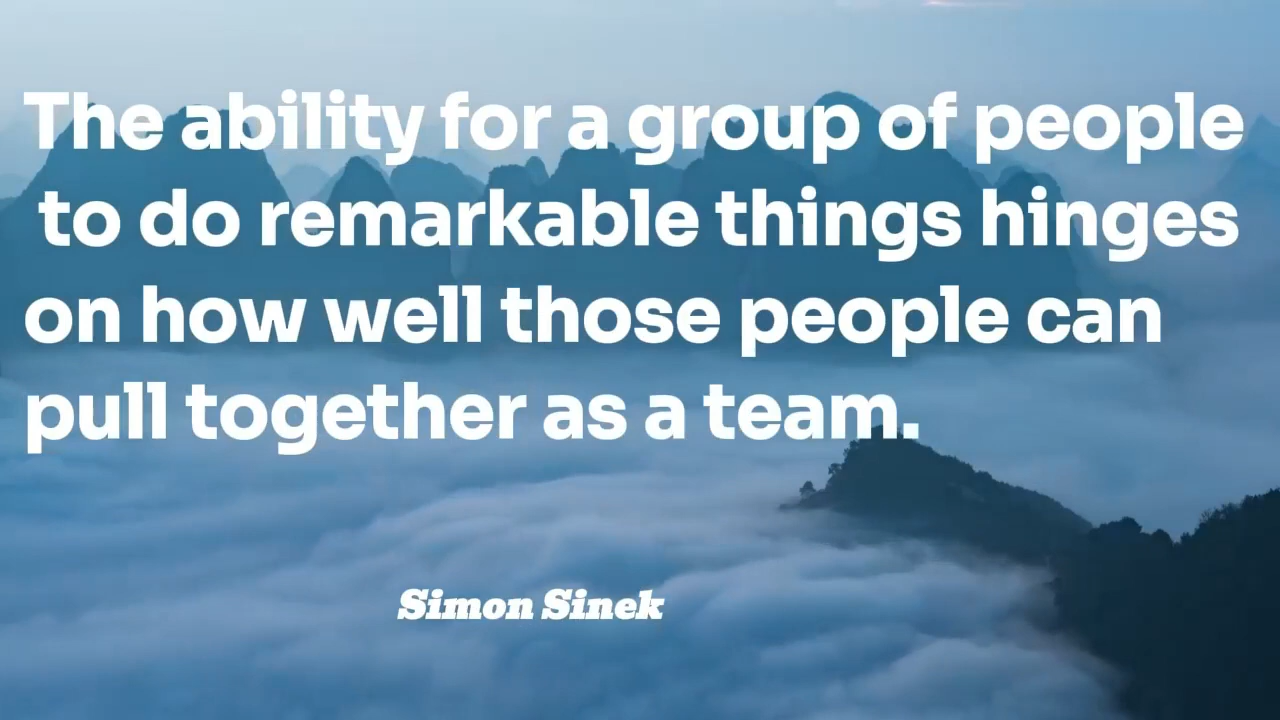 The ability for a group of people
to do remarkable things hinges
on how well those people can
pull together as a team.
Simon Sinek